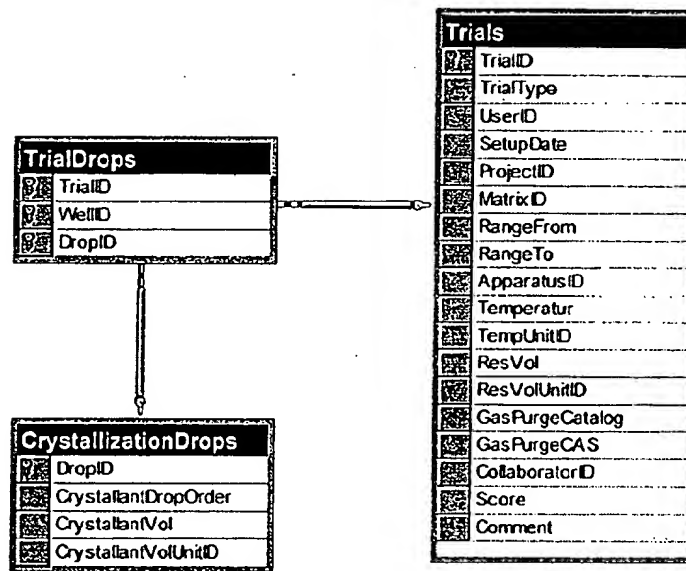 Trials
TrialID
TrialType
UserID
SetupDate
ProjectID
MatrixID
RangeFrom
RangeTo
ApparatusID
Temperatur
TempUnitID
ResVol
ResVolUnitID
GasPurgeCatalog
GasPurgeCAS
CollaboratorID
Score
Comment
TrialDrops
TrialID
WellID
DropID
CrystallizationDrops
DropID
CrystallantDropOrder
CrystallantVol
CrystallantVolUnitID